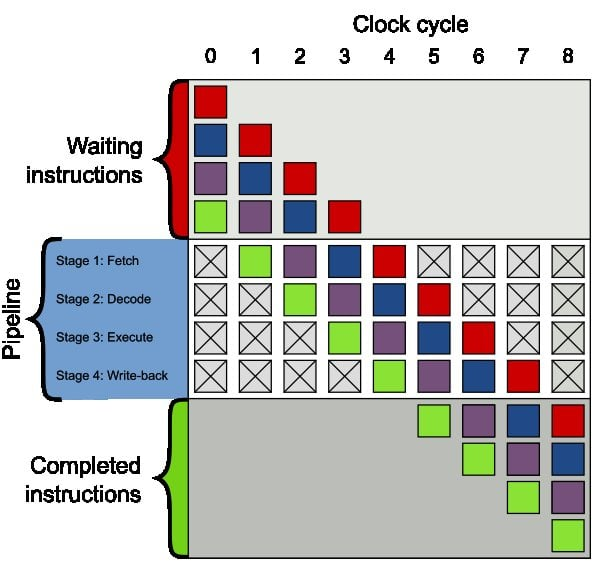 Clock cycle
0 1 2 3 4 5 6 7 8
Waiting
instructions
Pipeline
Stage 1: Fetch
Stage 2: Decode
Stage 3: Execute
Stage 4: Write-back
Completed
instructions